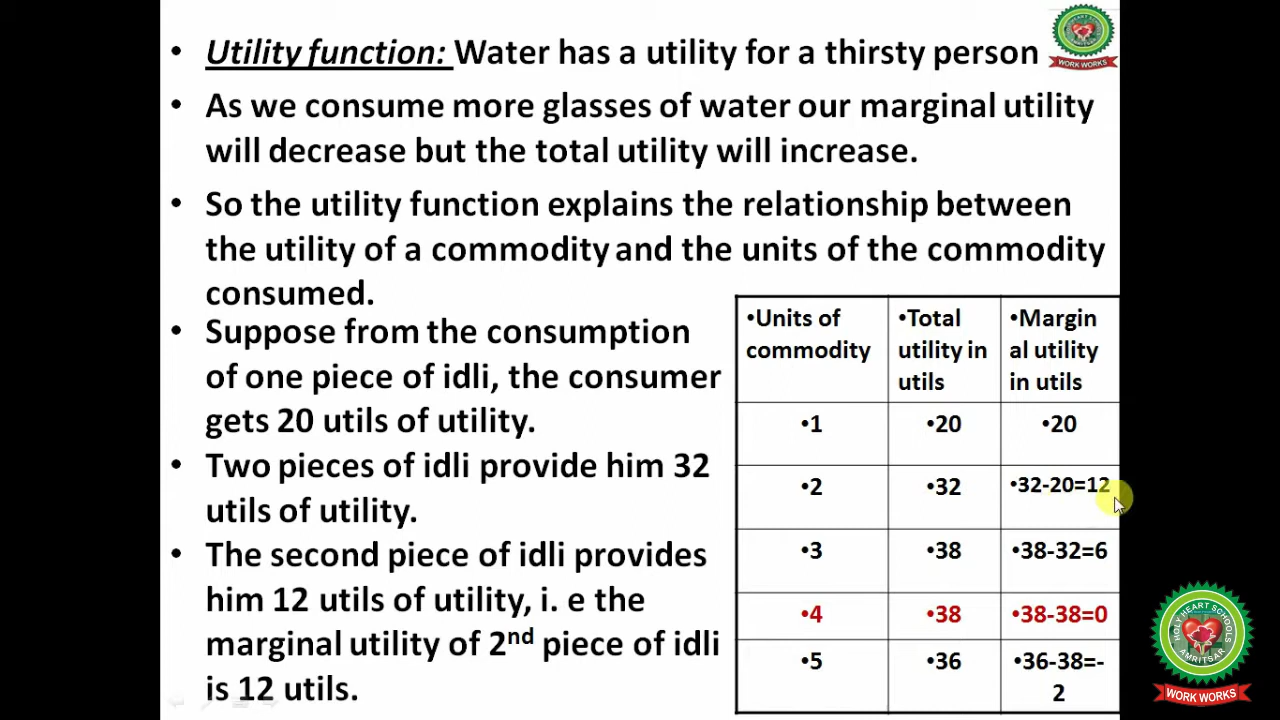 • Utility function: Water has a utility for a thirsty person
WORK WORKS
• As we consume more glasses of water our marginal utility
will decrease but the total utility will increase.
• So the utility function explains the relationship between
the utility of a commodity and the units of the commodity
consumed.
• Suppose from the consumption
of one piece of idli, the consumer
gets 20 utils of utility.
• Two pieces of idli provide him 32
utils of utility.
• The second piece of idli provides
him 12 utils of utility, i. e the
marginal utility of 2nd piece of idli
is 12 utils.
•Units of
commodity
•Total
utility in
utils
•Margin
al utility
in utils
•1 •20 •20
•2 •32 •32-20=12
•3 •38 •38-32=6
•4 •38 •38-38=0
•5 •36 •36-38=-
2
HOLY HEART SCHOOLS
AMRITSAR
WORK WORKS